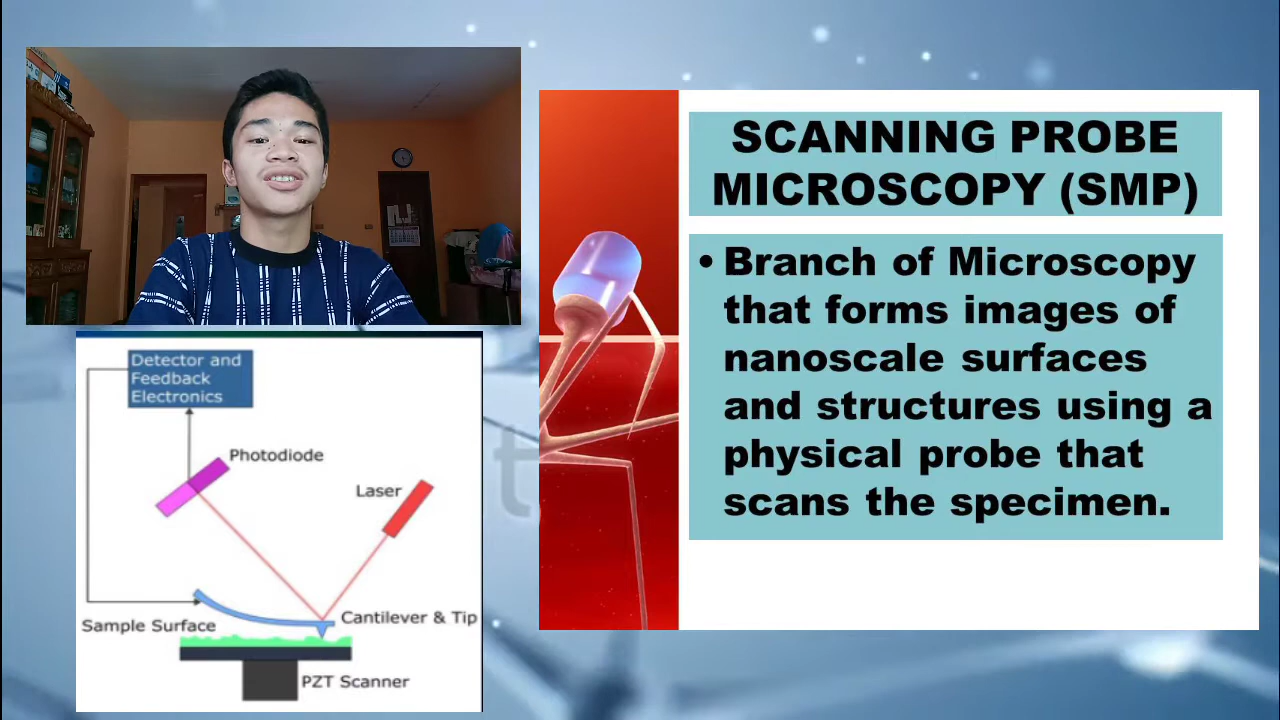 SCANNING PROBE
MICROSCOPY (SMP)
• Branch of Microscopy
that forms images of
nanoscale surfaces
and structures using a
physical probe that
scans the specimen.
Detector and
Feedback
Electronics
Photodiode
Laser
Cantilever & Tip
Sample Surface
PZT Scanner